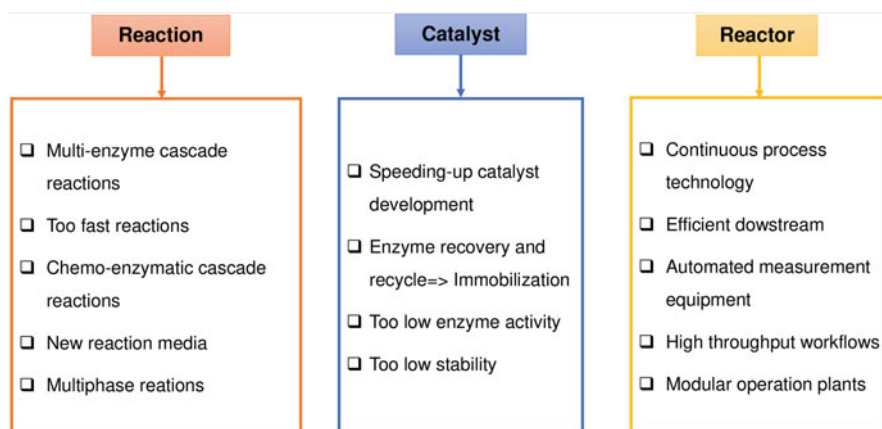 Reaction
❑ Multi-enzyme cascade
reactions
❑ Too fast reactions
❑ Chemo-enzymatic cascade
reactions
❑ New reaction media
❑ Multiphase reations
Catalyst
❑ Speeding-up catalyst
development
❑ Enzyme recovery and
recycle=> Immobilization
❑ Too low enzyme activity
❑ Too low stability
Reactor
❑ Continuous process
technology
❑ Efficient dowstream
❑ Automated measurement
equipment
❑ High throughput workflows
❑ Modular operation plants